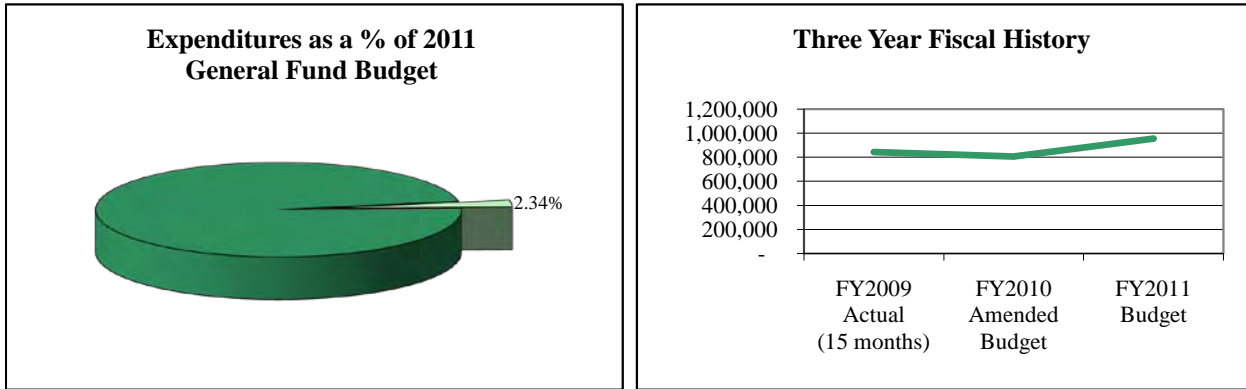 Expenditures as a % of 2011
General Fund Budget
2.34%
Three Year Fiscal History
1,200,000
1,000,000
800,000
600,000
400,000
200,000
-
FY2009
Actual
(15 months)
FY2010
Amended
Budget
FY2011
Budget